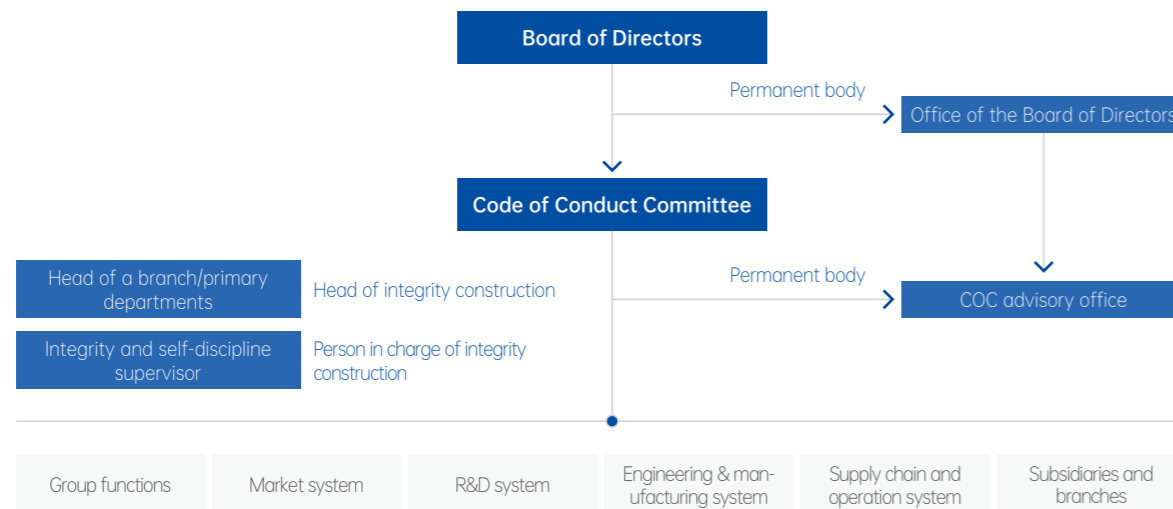 Board of Directors
Permanent body
Office of the Board of Directors
Code of Conduct Committee
Head of a branch/primary
departments
Head of integrity construction
Permanent body
COC advisory office
Integrity and self-discipline
supervisor
Person in charge of integrity
construction
Group functions
Market system
R&D system
Engineering & man-
ufacturing system
Supply chain and
operation system
Subsidiaries and
branches